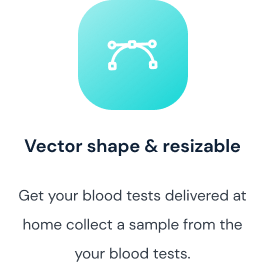 Vector shape & resizable
Get your blood tests delivered at
home collect a sample from the
your blood tests.